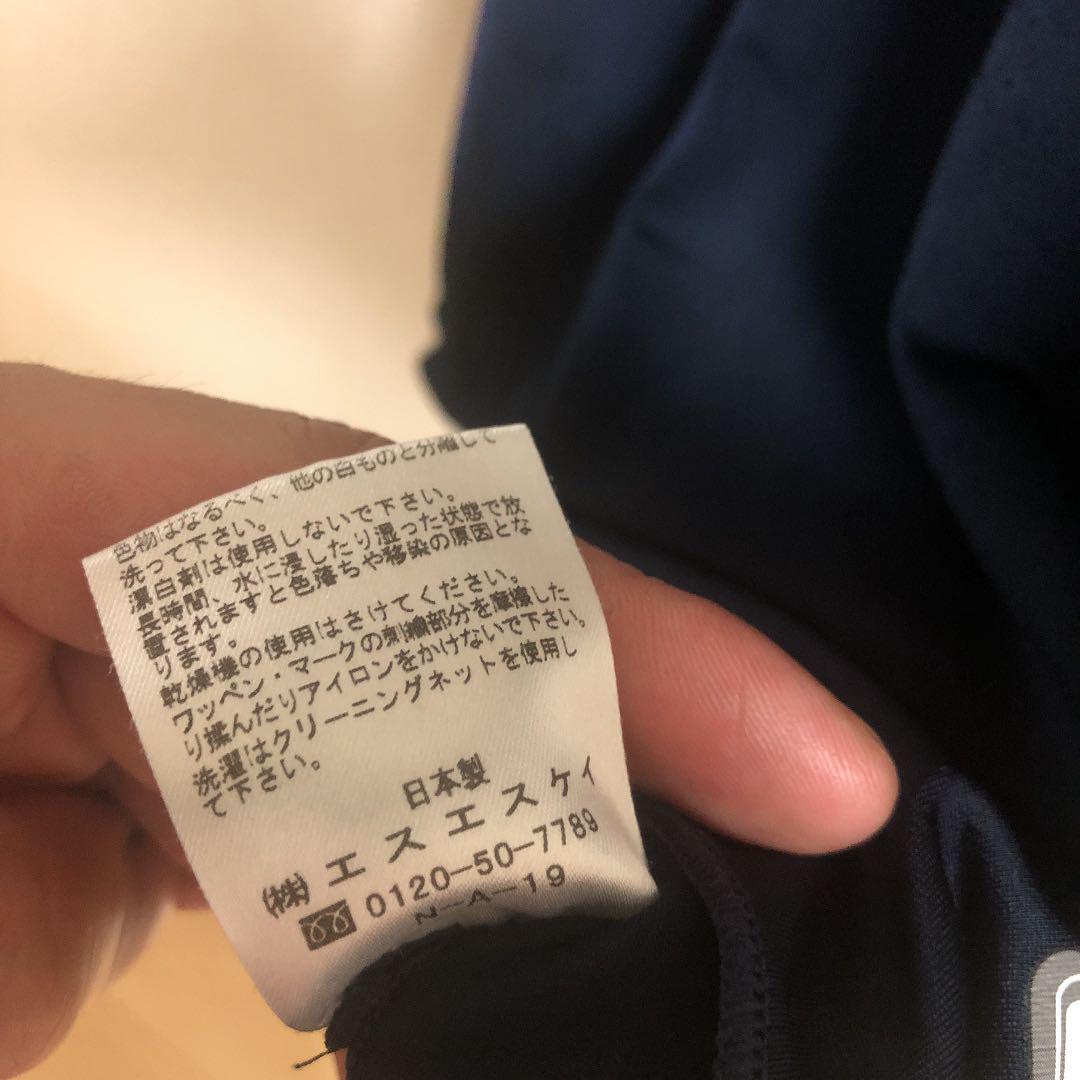 色物はなるべく、他の白ものと分離して
洗って下さい。
漂白剤は使用しないで下さい。
長時間、水に浸したり湿った状態で放
置されますと色落ちや移染の原因とな
ります。
乾燥機の使用はさけてください。
ワッペン・マークの刺繍部分を摩擦した
り揉んだりアイロンをかけないで下さい。
洗濯はクリーニングネットを使用し
て下さい。
日本製
㈱エスエスケイ
0120-50-7789
N-A-19